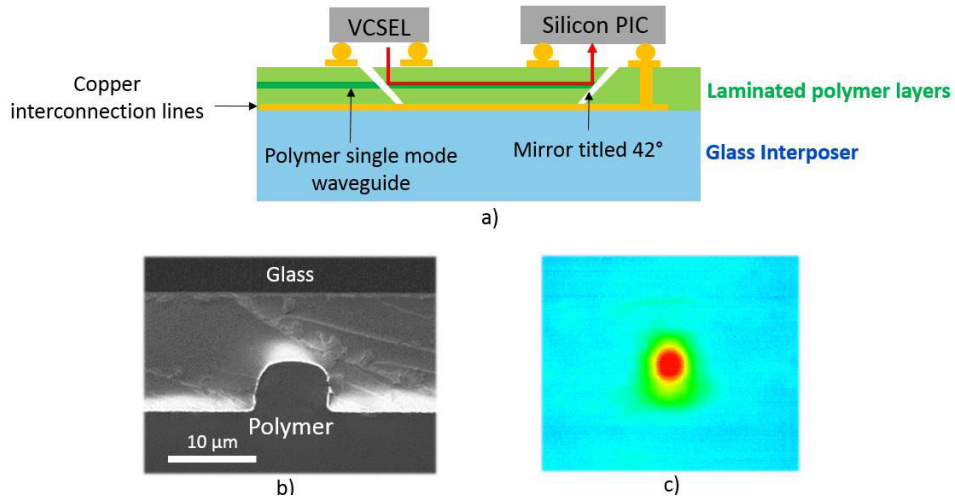 VCSEL
Silicon PIC
Copper
interconnection lines
Laminated polymer layers
Polymer single mode
waveguide
Mirror titled 42°
Glass Interposer
a)
Glass
Polymer
10 µm
b)
c)